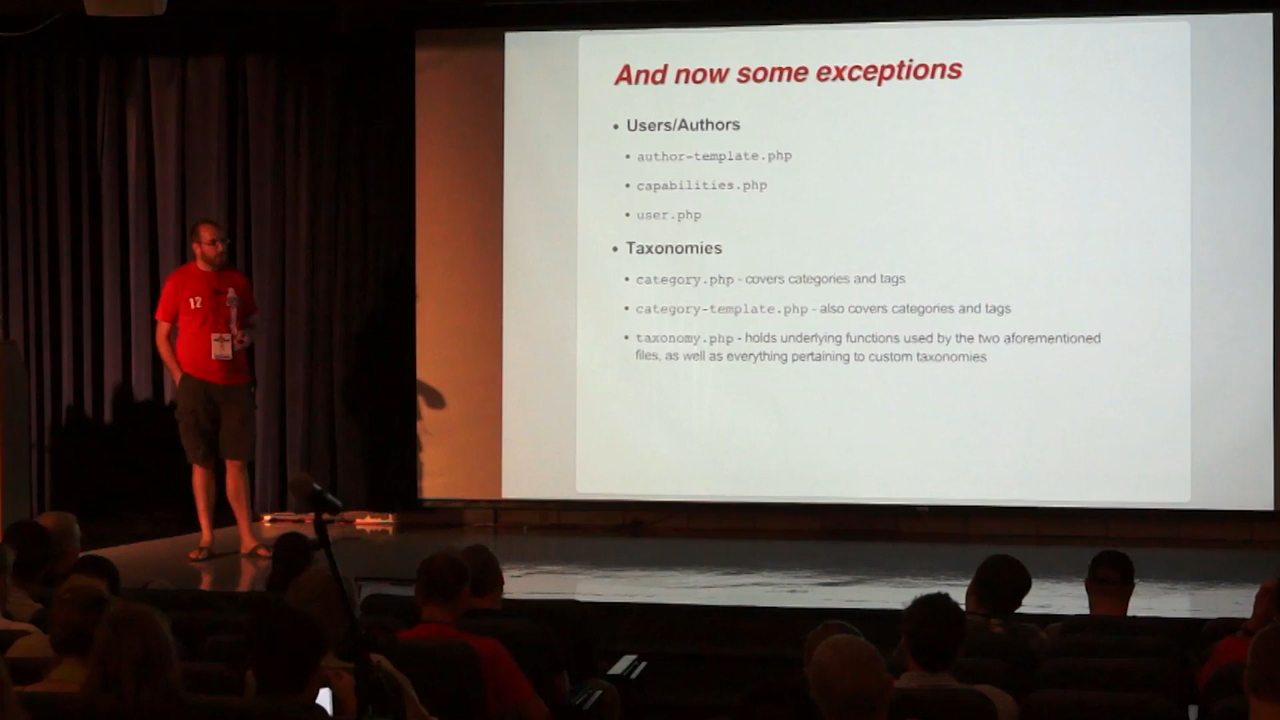 And now some exceptions
• Users/Authors
• author-template.php
• capabilities.php
• user.php
• Taxonomies
• category.php - covers categories and tags
• category-template.php - also covers categories and tags
• taxonomy.php - holds underlying functions used by the two aforementioned
files, as well as everything pertaining to custom taxonomies
12